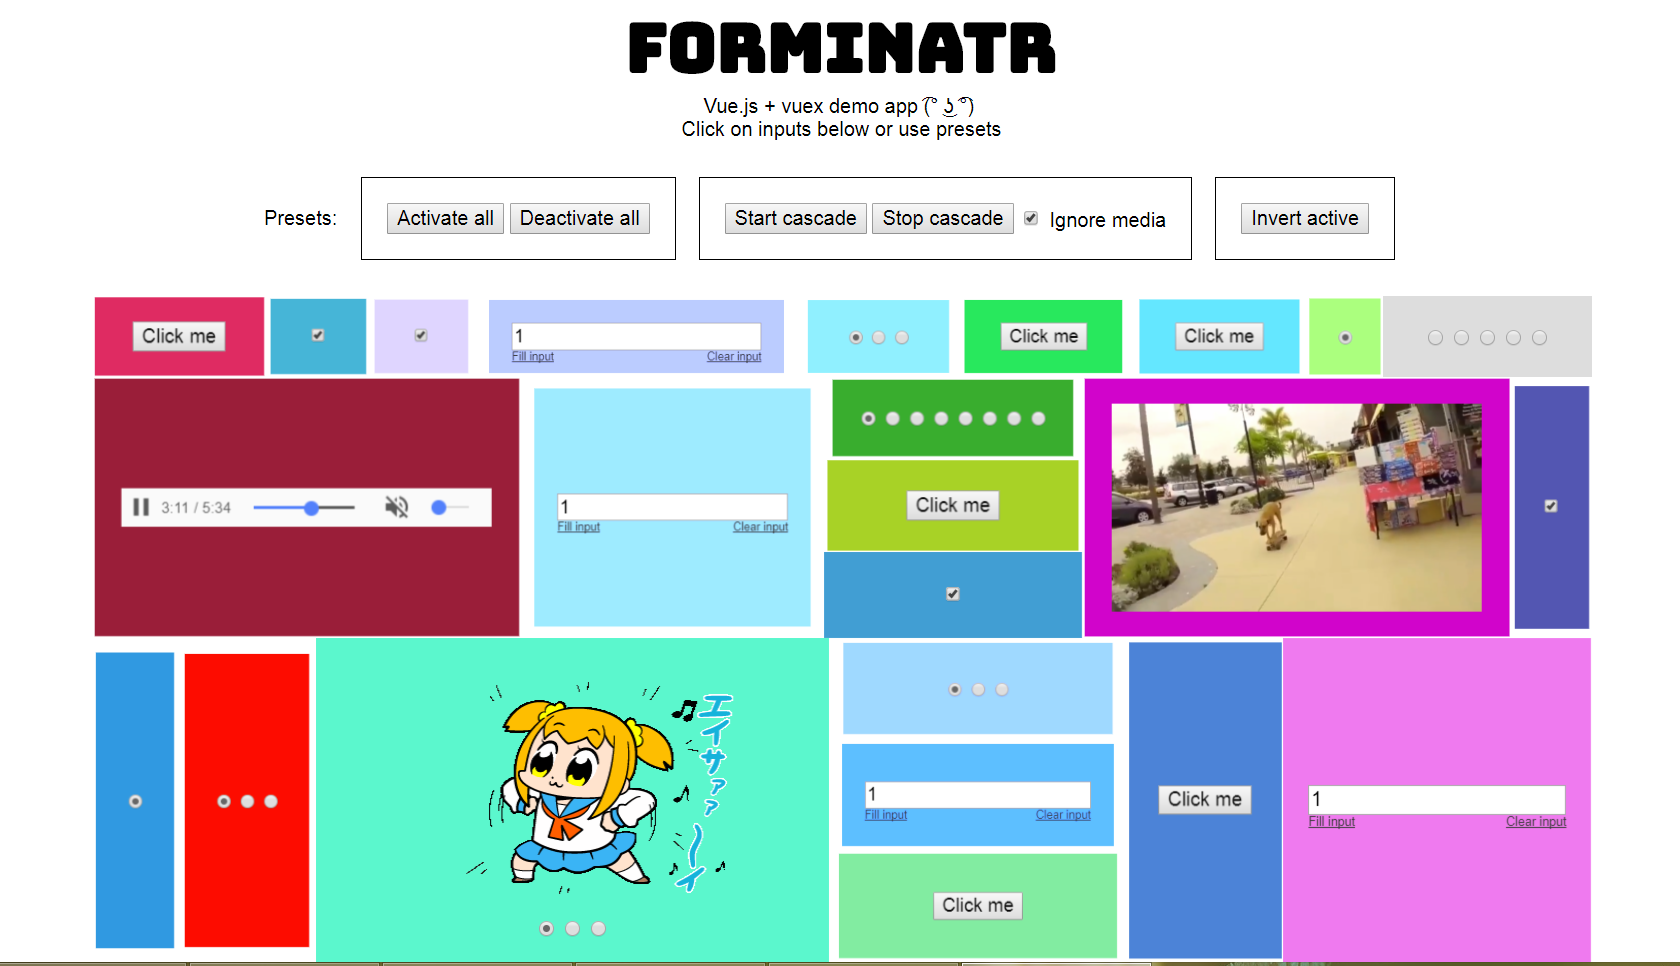 FORMINATR
Vue.js + vuex demo app ( ͡° ͜ʖ ͡°)
Click on inputs below or use presets
Presets:
Activate all
Deactivate all
Start cascade
Stop cascade
Ignore media
Invert active
Click me
1
Fill input
Clear input
Click me
Click me
3:11 / 5:34
1
Fill input
Clear input
Click me
エイサァァ〜イ
1
Fill input
Clear input
Click me
Click me
1
Fill input
Clear input